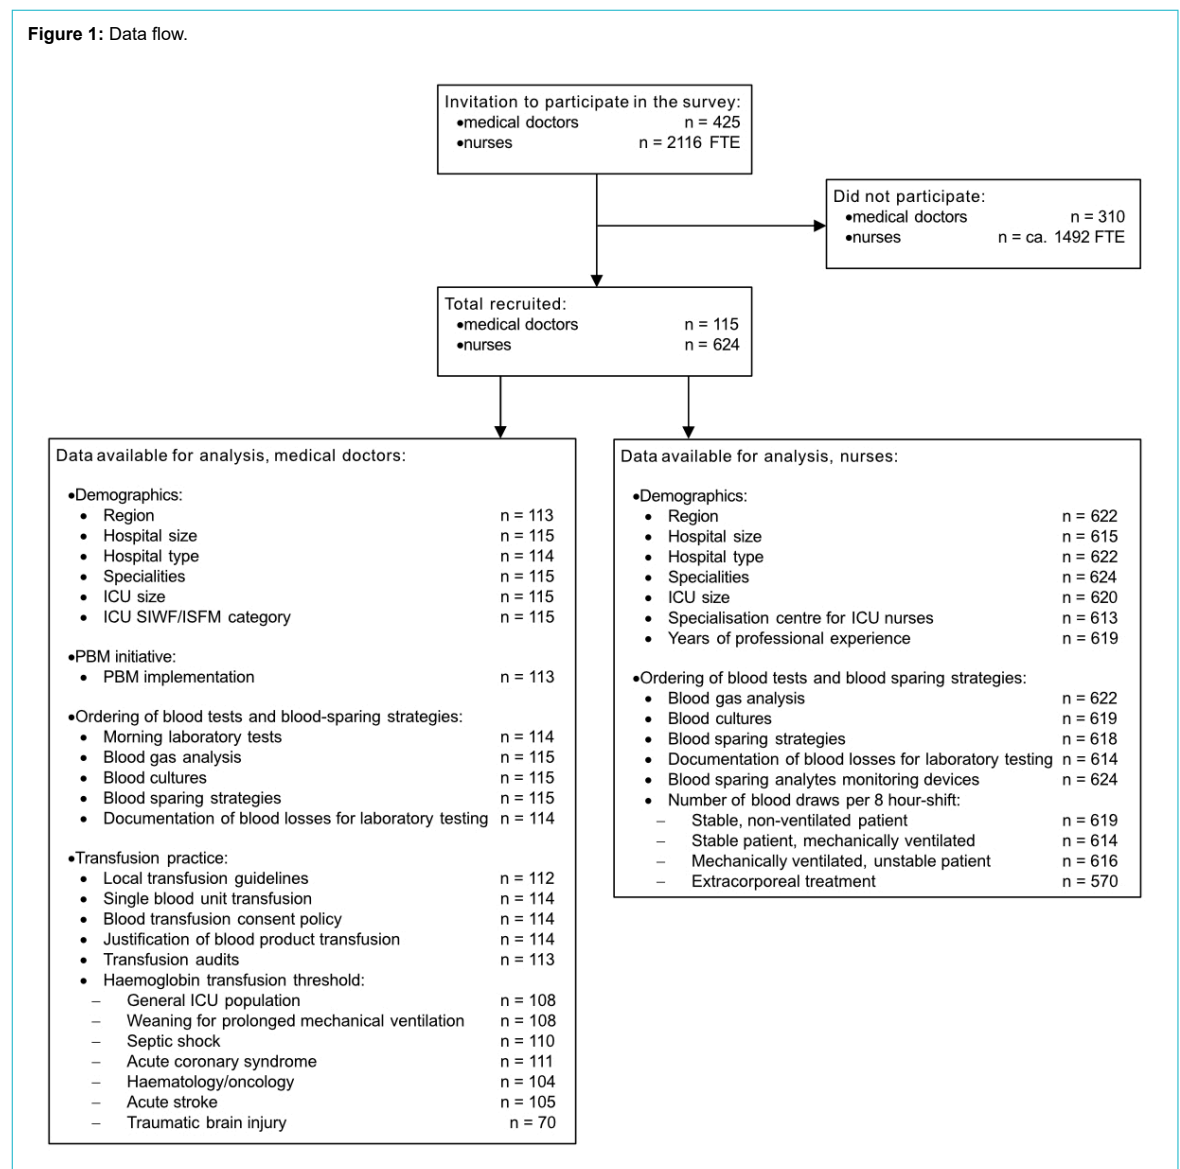 Figure 1: Data flow.
Invitation to participate in the survey:
•medical doctors n = 425
•nurses n = 2116 FTE
Did not participate:
•medical doctors n = 310
•nurses n = ca. 1492 FTE
Total recruited:
•medical doctors n = 115
•nurses n = 624
Data available for analysis, medical doctors:
•Demographics:
• Region n = 113
• Hospital size n = 115
• Hospital type n = 114
• Specialities n = 115
• ICU size n = 115
• ICU SIWF/ISFM category n = 115
•PBM initiative:
• PBM implementation n = 113
•Ordering of blood tests and blood-sparing strategies:
• Morning laboratory tests n = 114
• Blood gas analysis n = 115
• Blood cultures n = 115
• Blood sparing strategies n = 115
• Documentation of blood losses for laboratory testing n = 114
•Transfusion practice:
• Local transfusion guidelines n = 112
• Single blood unit transfusion n = 114
• Blood transfusion consent policy n = 114
• Justification of blood product transfusion n = 114
• Transfusion audits n = 113
• Haemoglobin transfusion threshold:
– General ICU population n = 108
– Weaning for prolonged mechanical ventilation n = 108
– Septic shock n = 110
– Acute coronary syndrome n = 111
– Haematology/oncology n = 104
– Acute stroke n = 105
– Traumatic brain injury n = 70
Data available for analysis, nurses:
•Demographics:
• Region n = 622
• Hospital size n = 615
• Hospital type n = 622
• Specialities n = 624
• ICU size n = 620
• Specialisation centre for ICU nurses n = 613
• Years of professional experience n = 619
•Ordering of blood tests and blood sparing strategies:
• Blood gas analysis n = 622
• Blood cultures n = 619
• Blood sparing strategies n = 618
• Documentation of blood losses for laboratory testing n = 614
• Blood sparing analytes monitoring devices n = 624
• Number of blood draws per 8 hour-shift:
– Stable, non-ventilated patient n = 619
– Stable patient, mechanically ventilated n = 614
– Mechanically ventilated, unstable patient n = 616
– Extracorporeal treatment n = 570